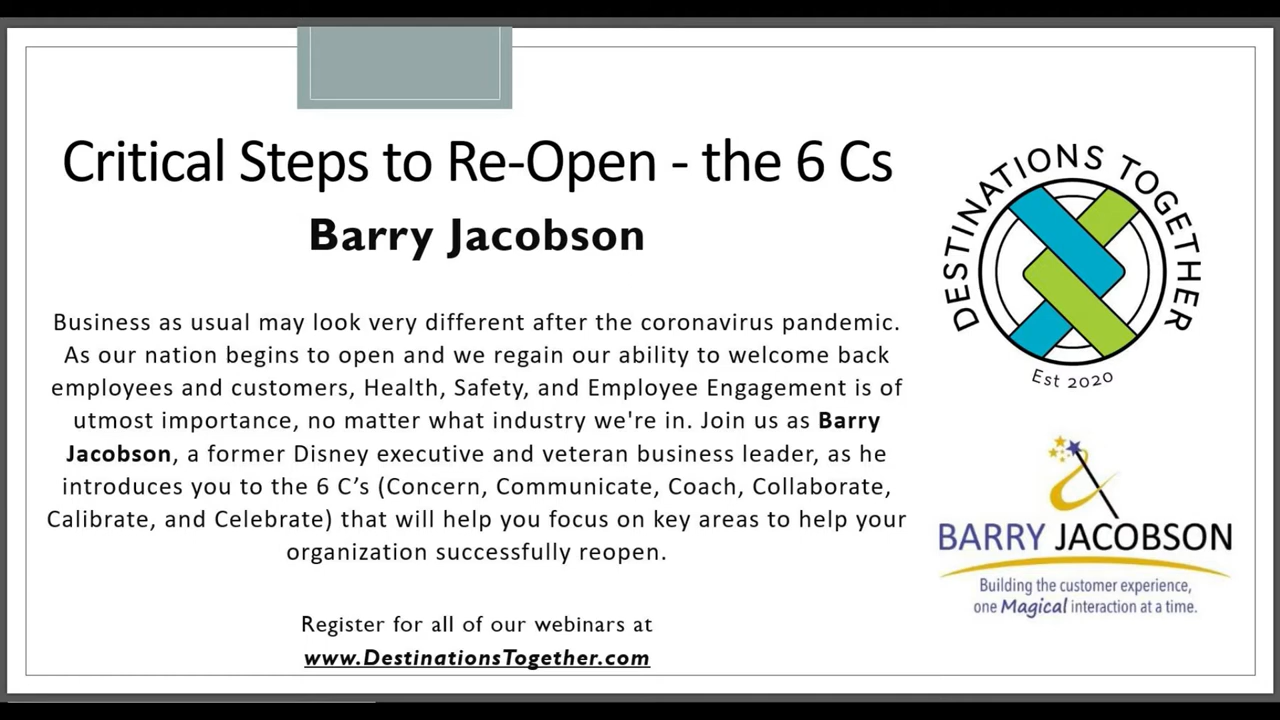 Critical Steps to Re-Open - the 6 Cs
Barry Jacobson
Business as usual may look very different after the coronavirus pandemic.
As our nation begins to open and we regain our ability to welcome back
employees and customers, Health, Safety, and Employee Engagement is of
utmost importance, no matter what industry we're in. Join us as Barry
Jacobson, a former Disney executive and veteran business leader, as he
introduces you to the 6 C’s (Concern, Communicate, Coach, Collaborate,
Calibrate, and Celebrate) that will help you focus on key areas to help your
organization successfully reopen.
Register for all of our webinars at
www.DestinationsTogether.com
DESTINATIONS TOGETHER
Est 2020
BARRY JACOBSON
Building the customer experience,
one Magical interaction at a time.